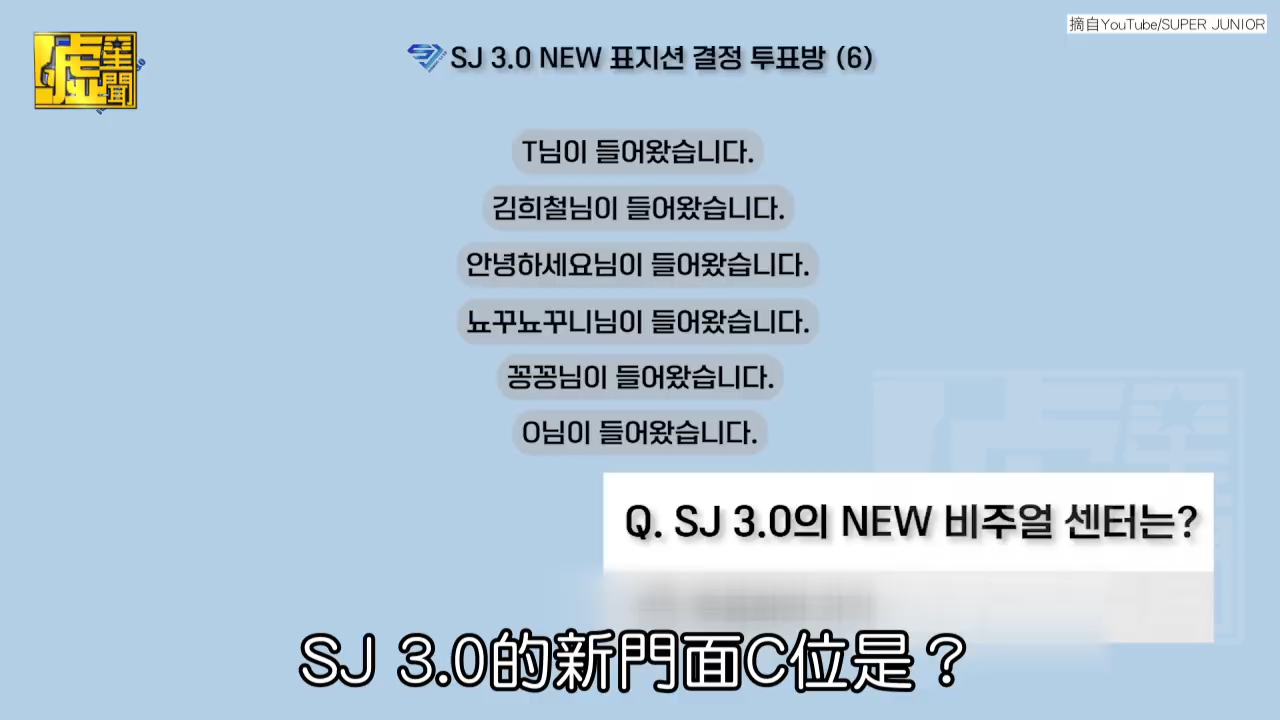 摘自YouTube/SUPER JUNIOR
噓星聞
SJ 3.0 NEW 표지션 결정 투표방 (6)
T님이 들어왔습니다.
김희철님이 들어왔습니다.
안녕하세요님이 들어왔습니다.
뇨꾸뇨꾸니님이 들어왔습니다.
꽁꽁님이 들어왔습니다.
O님이 들어왔습니다.
Q. SJ 3.0의 NEW 비주얼 센터는?
SJ 3.0的新門面C位是？